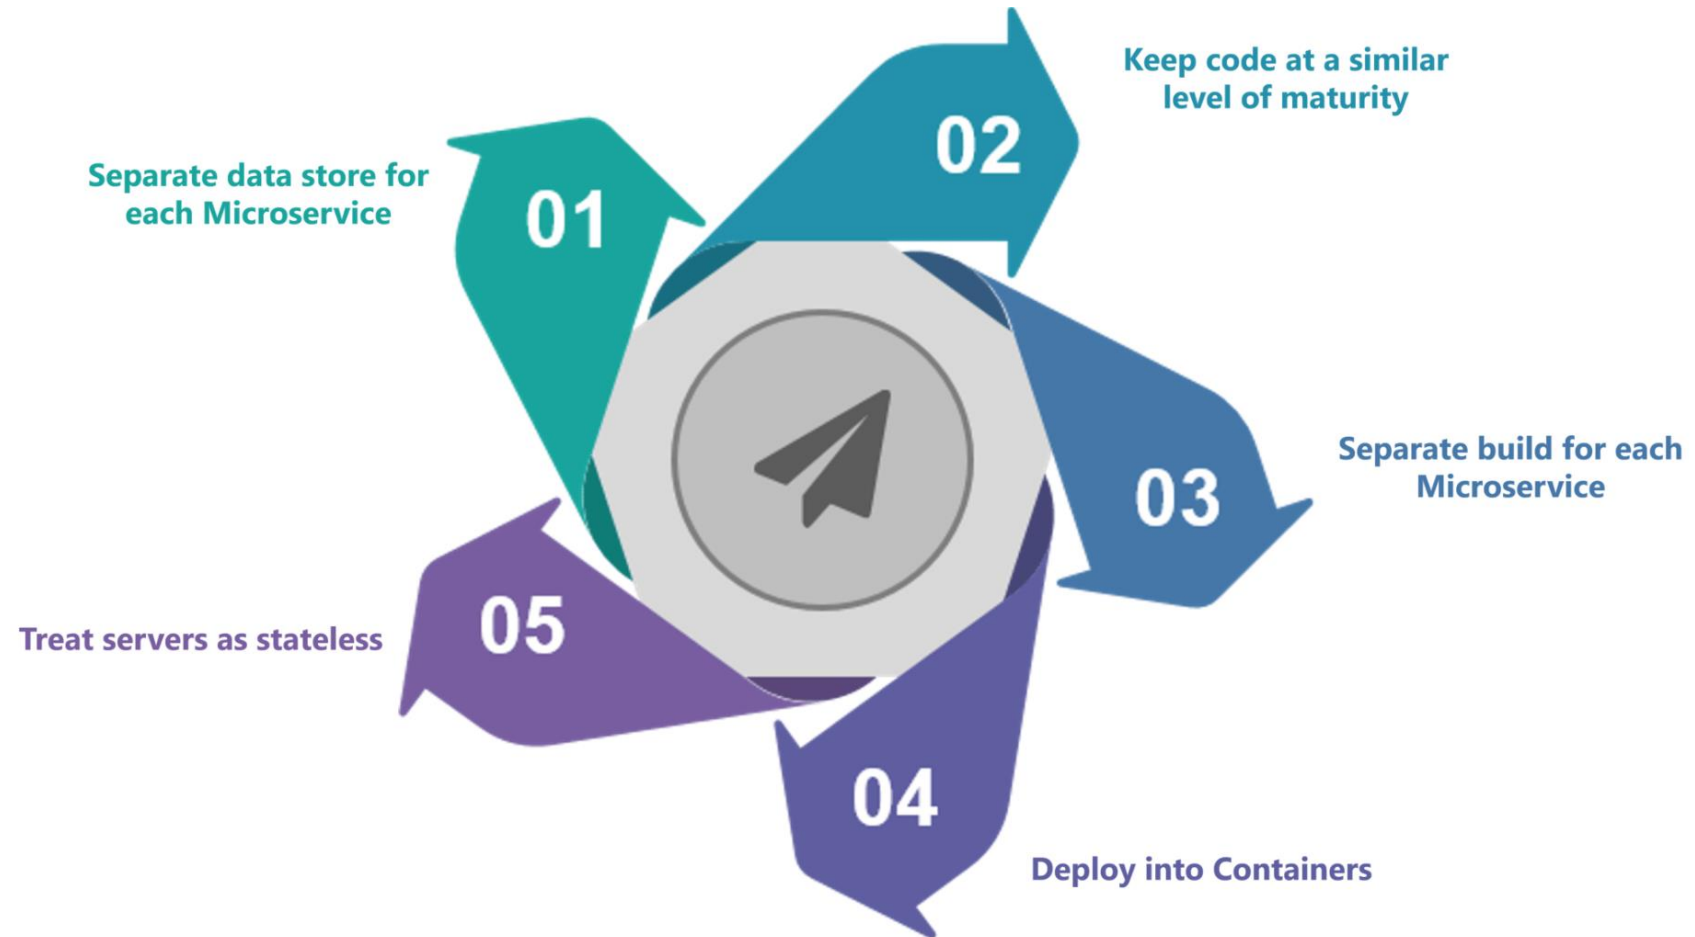 01
Separate data store for
each Microservice
02
Keep code at a similar
level of maturity
03
Separate build for each
Microservice
04
Deploy into Containers
05
Treat servers as stateless